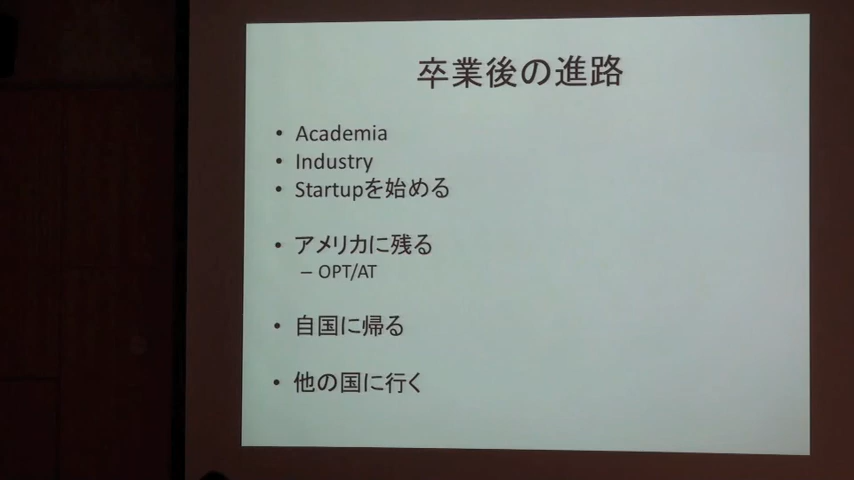 卒業後の進路
• Academia
• Industry
• Startupを始める
• アメリカに残る
– OPT/AT
• 自国に帰る
• 他の国に行く